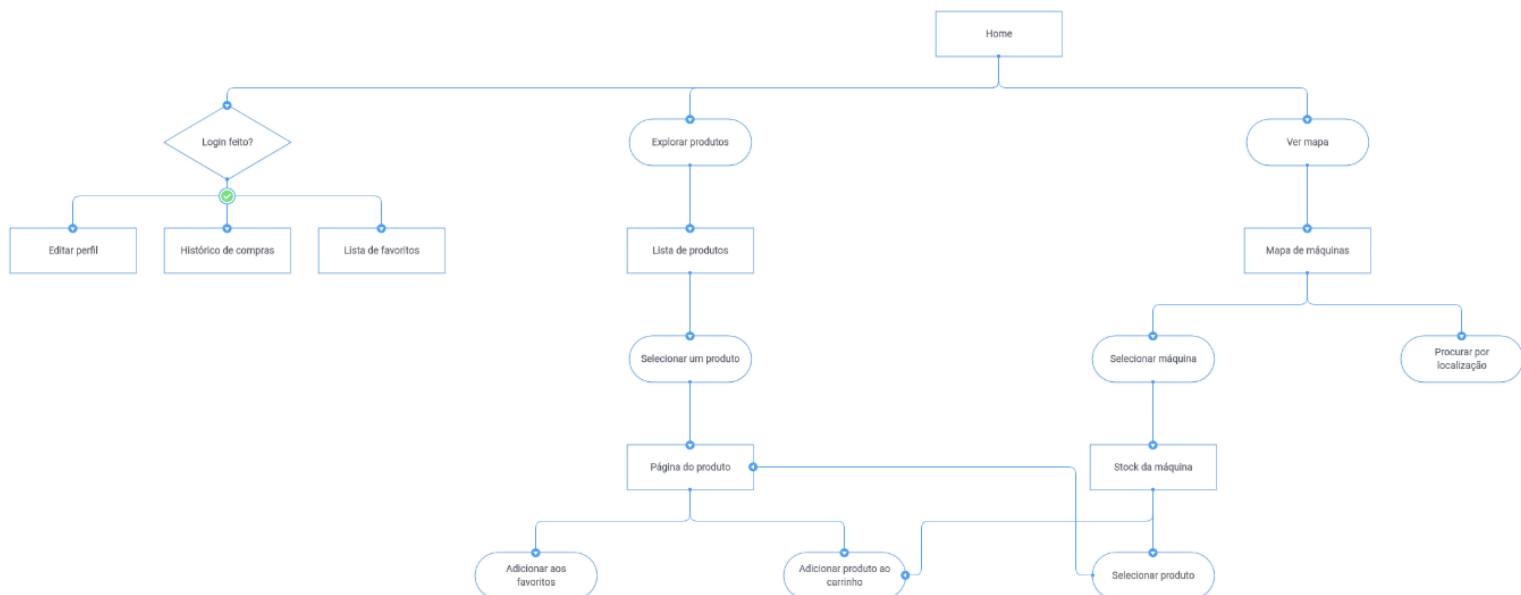 Home
Login feito?
Explorar produtos
Ver mapa
Editar perfil
Histórico de compras
Lista de favoritos
Lista de produtos
Mapa de máquinas
Selecionar um produto
Selecionar máquina
Procurar por
localização
Página do produto
Stock da máquina
Adicionar aos
favoritos
Adicionar produto ao
carrinho
Selecionar produto